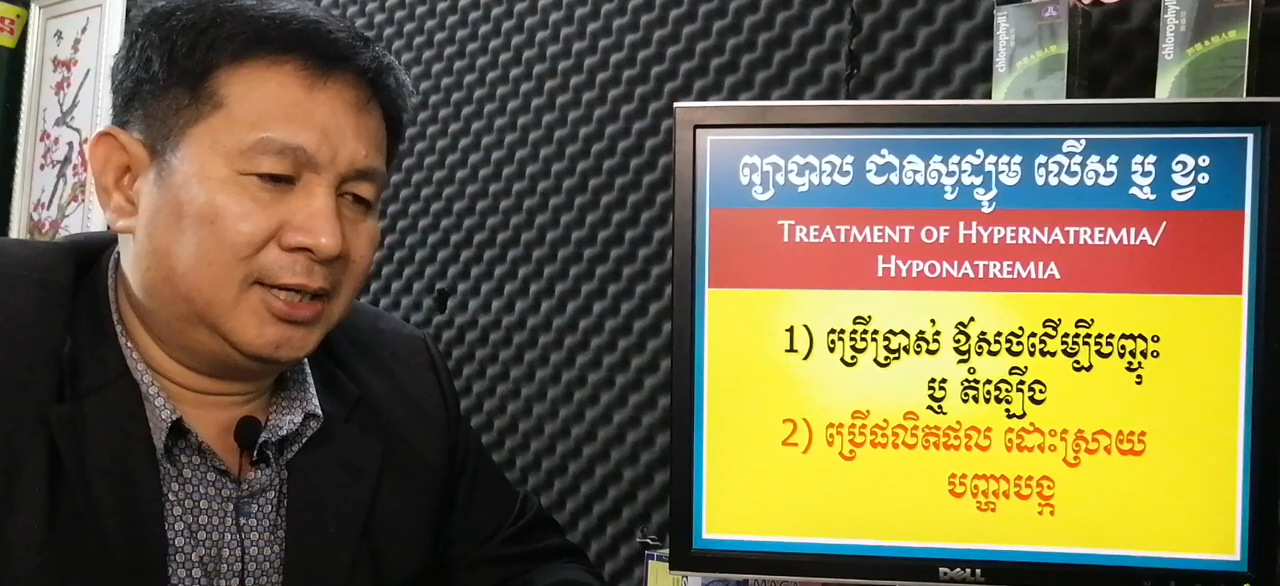 chlorophyll
chlorophyll
ព្យាបាល ជាតិសូដ្យូម លើស ឬ ខ្វះ
TREATMENT OF HYPERNATREMIA/
HYPONATREMIA
1) ប្រើប្រាស់ ឳសថដើម្បីបញ្ចុះ
ឬ តំឡើង
2) ប្រើផលិតផល ដោះស្រាយ
បញ្ហាបង្ក
DELL